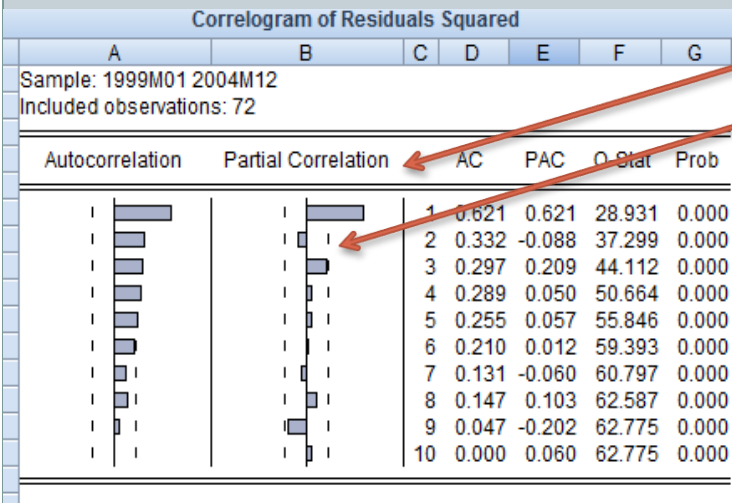 Correlogram of Residuals Squared
A B C D E F G
Sample: 1999M01 2004M12
Included observations: 72
Autocorrelation Partial Correlation AC PAC Q-Stat Prob
1 0.621 0.621 28.931 0.000
2 0.332 -0.088 37.299 0.000
3 0.297 0.209 44.112 0.000
4 0.289 0.050 50.664 0.000
5 0.255 0.057 55.846 0.000
6 0.210 0.012 59.393 0.000
7 0.131 -0.060 60.797 0.000
8 0.147 0.103 62.587 0.000
9 0.047 -0.202 62.775 0.000
10 0.000 0.060 62.775 0.000